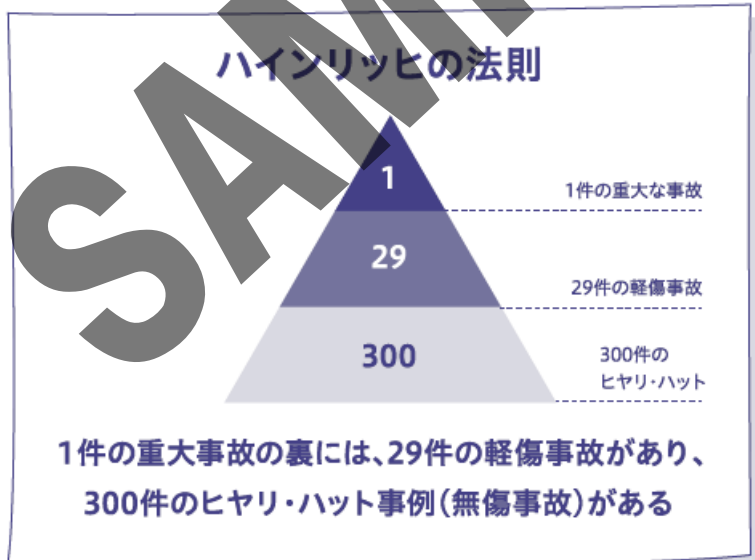 ハインリッヒの法則
1
1件の重大な事故
29
29件の軽傷事故
300
300件の
ヒヤリ・ハット
1件の重大事故の裏には、29件の軽傷事故があり、
300件のヒヤリ・ハット事例（無傷事故）がある
SAM